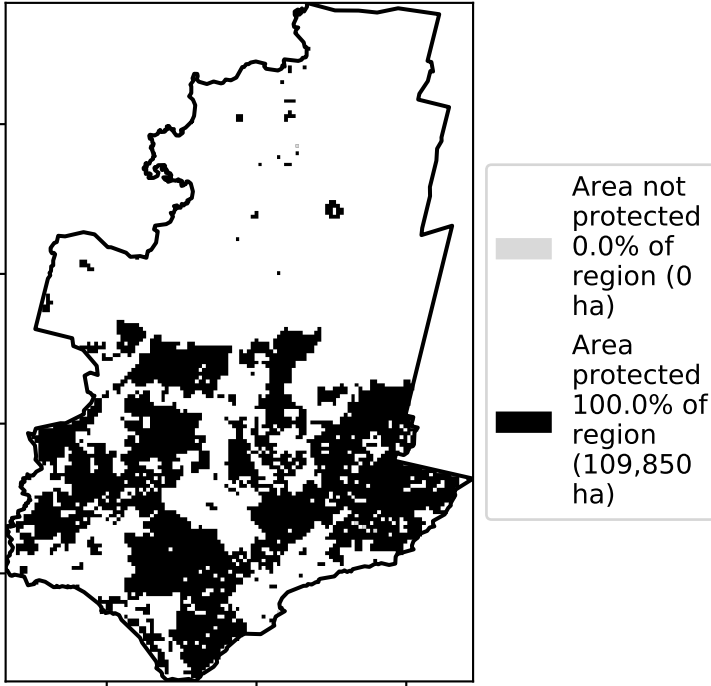 Area not
protected
0.0% of
region (0
ha)
Area
protected
100.0% of
region
(109,850
ha)